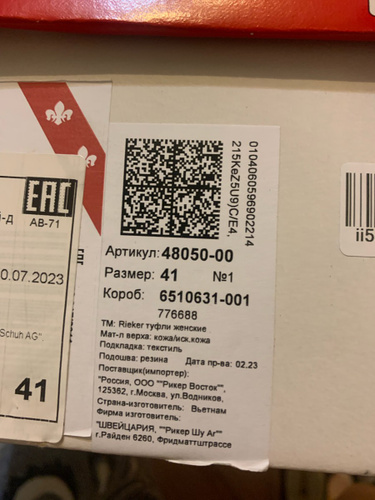 EAC
АВ-71
й-д
0.07.2023
Schuh AG"
41
0104060596902214
215KeZ5U9)C/E4,
Артикул: 48050-00
Размер: 41 №1
Короб: 6510631-001
776688
ТМ: Rieker туфли женские
Мат-л верха: кожа/иск.кожа
Подкладка: текстиль
Подошва: резина Дата пр-ва: 02.23
Поставщик(импортер):
"Россия, ООО ""Рикер Восток"",
125262, г.Москва, ул.Водников,
Страна-изготовитель: Вьетнам
Фирма изготовитель:
"ШВЕЙЦАРИЯ, ""Рикер Шу Аг""
г.Райден 6260, Фридматтштрассе
ii5